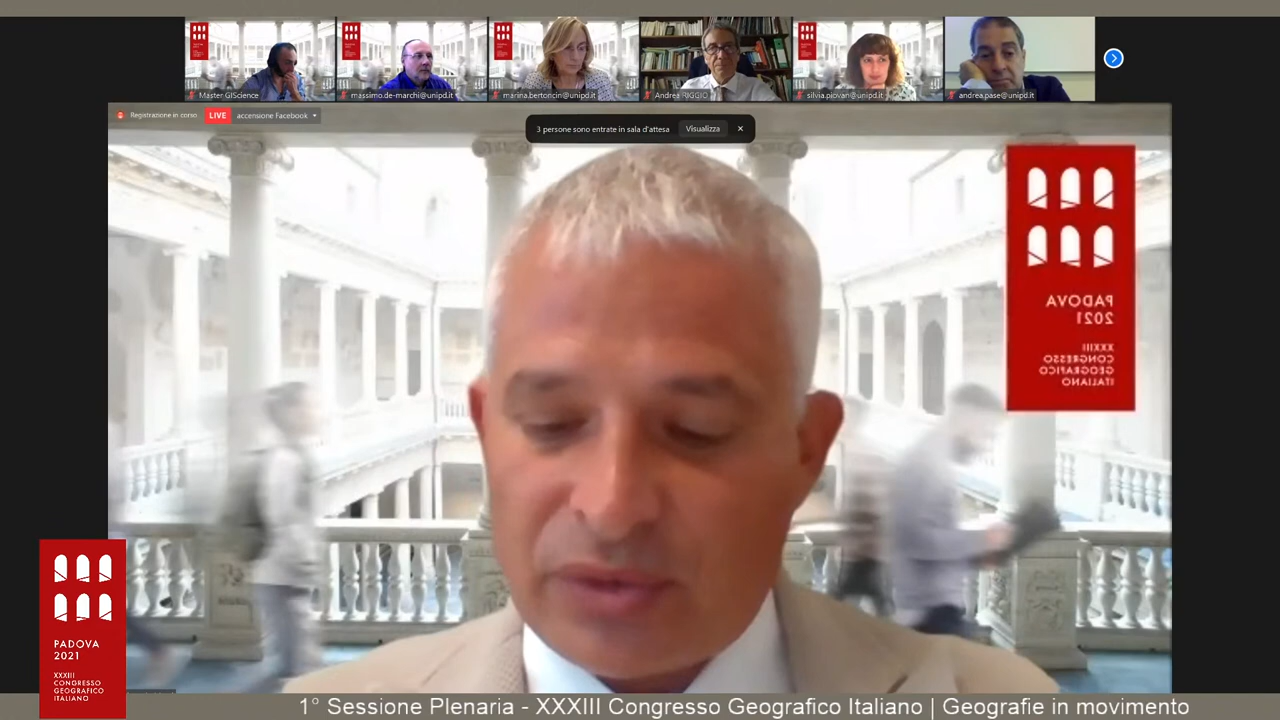 Master GIScience
massimo.de-marchi@unipd.it
marina.bertoncin@unipd.it
Andrea RIGGIO
silvia.piovan@unipd.it
andrea.pase@unipd.it
Registrazione in corso
LIVE
accensione Facebook
3 persone sono entrate in sala d'attesa
Visualizza
PADOVA
2021
XXXIII
CONGRESSO
GEOGRAFICO
ITALIANO
PADOVA
2021
XXXIII
CONGRESSO
GEOGRAFICO
ITALIANO
1° Sessione Plenaria - XXXIII Congresso Geografico Italiano | Geografie in movimento